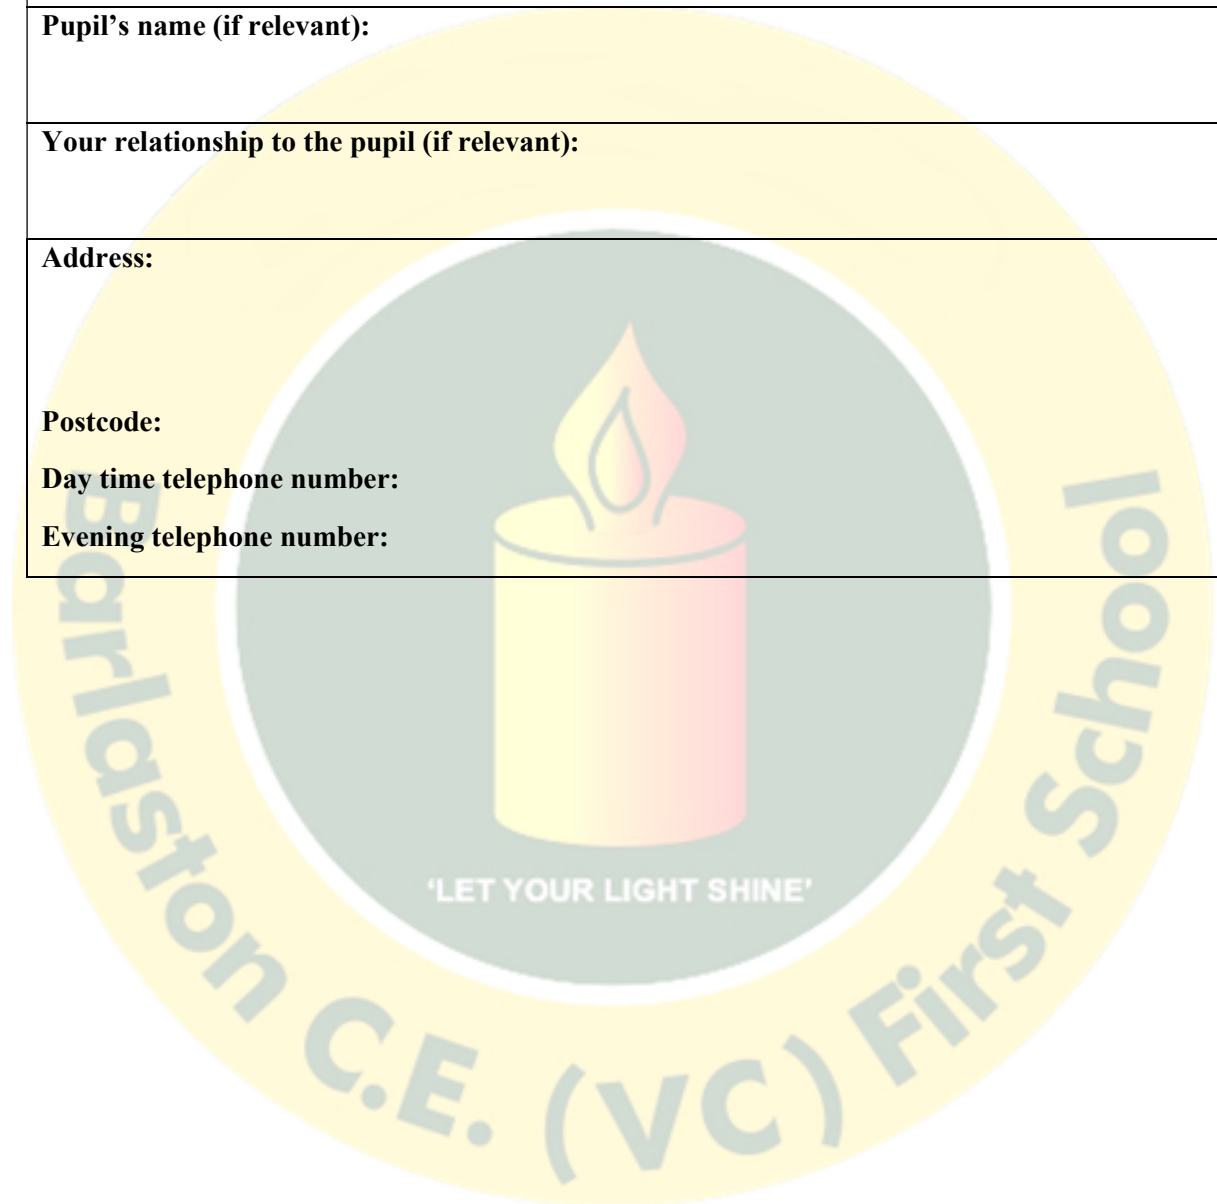 Pupil’s name (if relevant):
Your relationship to the pupil (if relevant):
Address:
Postcode:
Day time telephone number:
Evening telephone number:
Barlaston C.E. (VC) First School
‘LET YOUR LIGHT SHINE’